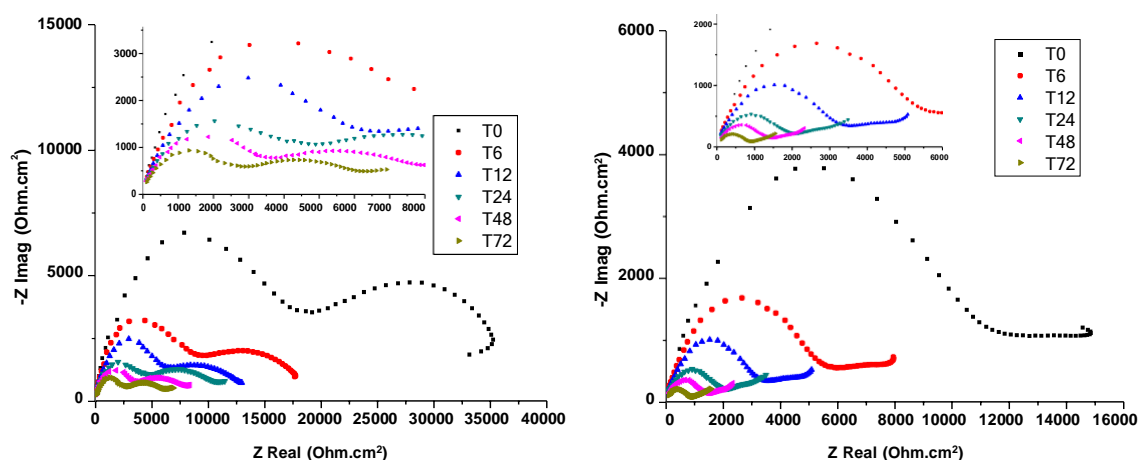 15000
10000
5000
0
-Z Imag (Ohm.cm²)
0 5000 10000 15000 20000 25000 30000 35000 40000
Z Real (Ohm.cm²)
3000
2000
1000
0
0 1000 2000 3000 4000 5000 6000 7000 8000
T0
T6
T12
T24
T48
T72
6000
4000
2000
0
-Z Imag (Ohm.cm²)
0 2000 4000 6000 8000 10000 12000 14000 16000
Z Real (Ohm.cm²)
2000
1000
0
0 1000 2000 3000 4000 5000 6000
T0
T6
T12
T24
T48
T72